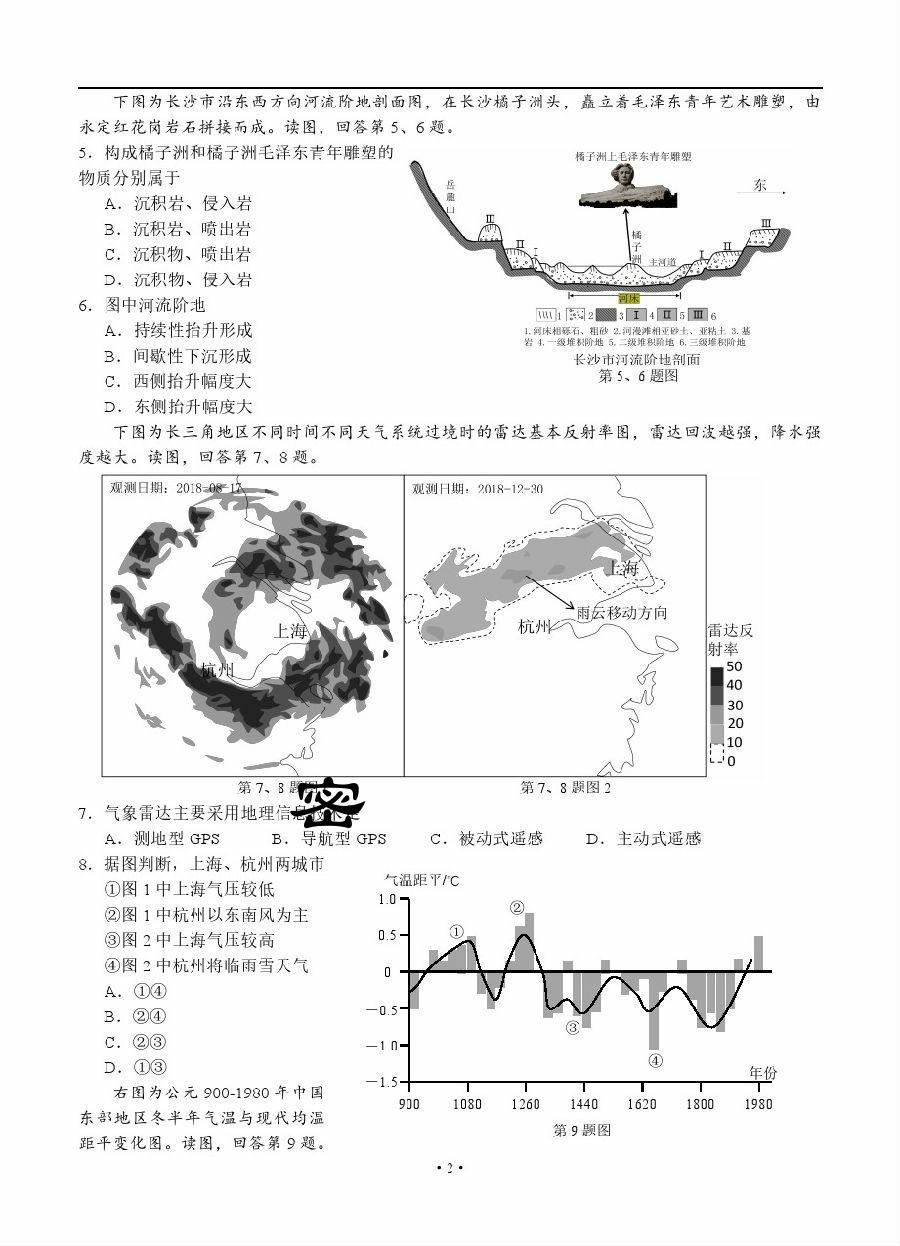 下图为长沙市沿东西方向河流阶地剖面图，在长沙橘子洲头，矗立着毛泽东青年艺术雕塑，由
永定红花岗岩石拼接而成。读图，回答第 5、6 题。
5．构成橘子洲和橘子洲毛泽东青年雕塑的
物质分别属于
A．沉积岩、侵入岩
B．沉积岩、喷出岩
C．沉积物、喷出岩
D．沉积物、侵入岩
6．图中河流阶地
A．持续性抬升形成
B．间歇性下沉形成
C．西侧抬升幅度大
D．东侧抬升幅度大
橘子洲上毛泽东青年雕塑
岳麓山
东
Ⅲ
Ⅱ
Ⅰ
橘子洲
主河道
Ⅰ
Ⅱ
Ⅲ
河床
1 2 3 Ⅰ 4 Ⅱ 5 Ⅲ 6
1.河床相砾石、粗砂 2.河漫滩相亚砂土、亚粘土 3.基
岩 4.一级堆积阶地 5.二级堆积阶地 6.三级堆积阶地
长沙市河流阶地剖面
第 5、6 题图
下图为长三角地区不同时间不同天气系统过境时的雷达基本反射率图，雷达回波越强，降水强
度越大。读图，回答第 7、8 题。
观测日期：2018-08-17
上海
杭州
观测日期：2018-12-30
上海
雨云移动方向
杭州
雷达反
射率
50
40
30
20
10
0
第 7、8 题图
第 7、8 题图 2
密
7．气象雷达主要采用地理信息技术中
A．测地型 GPS B．导航型 GPS C．被动式遥感 D．主动式遥感
8．据图判断，上海、杭州两城市
①图 1 中上海气压较低
②图 1 中杭州以东南风为主
③图 2 中上海气压较高
④图 2 中杭州将临雨雪天气
A．①④
B．②④
C．②③
D．①③
右图为公元 900-1980 年中国
东部地区冬半年气温与现代均温
距平变化图。读图，回答第 9 题。
气温距平/℃
1.0
0.5
0
-0.5
-1.0
-1.5
①
②
③
④
年份
900 1080 1260 1440 1620 1800 1980
第 9 题图
·2·